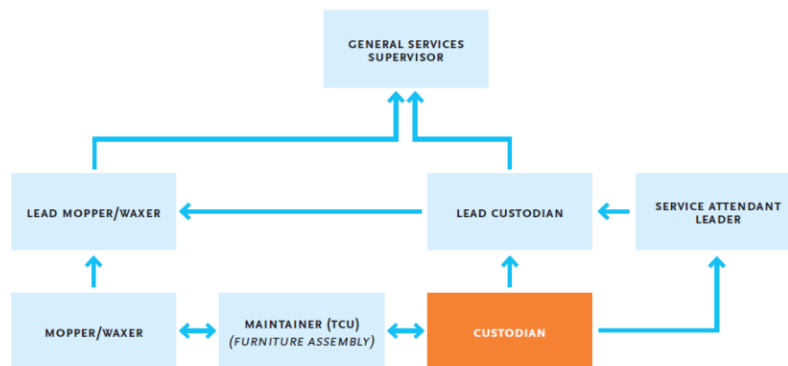 GENERAL SERVICES
SUPERVISOR
LEAD MOPPER/WAXER
LEAD CUSTODIAN
SERVICE ATTENDANT
LEADER
MOPPER/WAXER
MAINTAINER (TCU)
(FURNITURE ASSEMBLY)
CUSTODIAN